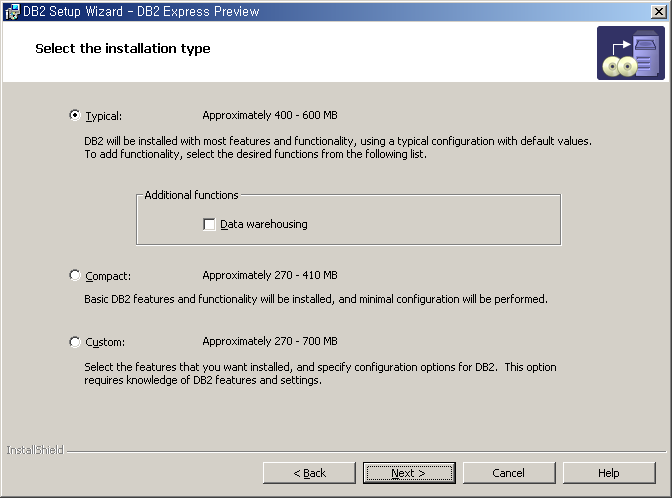 DB2 Setup Wizard - DB2 Express Preview
Select the installation type
Typical: Approximately 400 - 600 MB
DB2 will be installed with most features and functionality, using a typical configuration with default values.
To add functionality, select the desired functions from the following list.
Additional functions
Data warehousing
Compact: Approximately 270 - 410 MB
Basic DB2 features and functionality will be installed, and minimal configuration will be performed.
Custom: Approximately 270 - 700 MB
Select the features that you want installed, and specify configuration options for DB2. This option
requires knowledge of DB2 features and settings.
InstallShield
< Back Next > Cancel Help